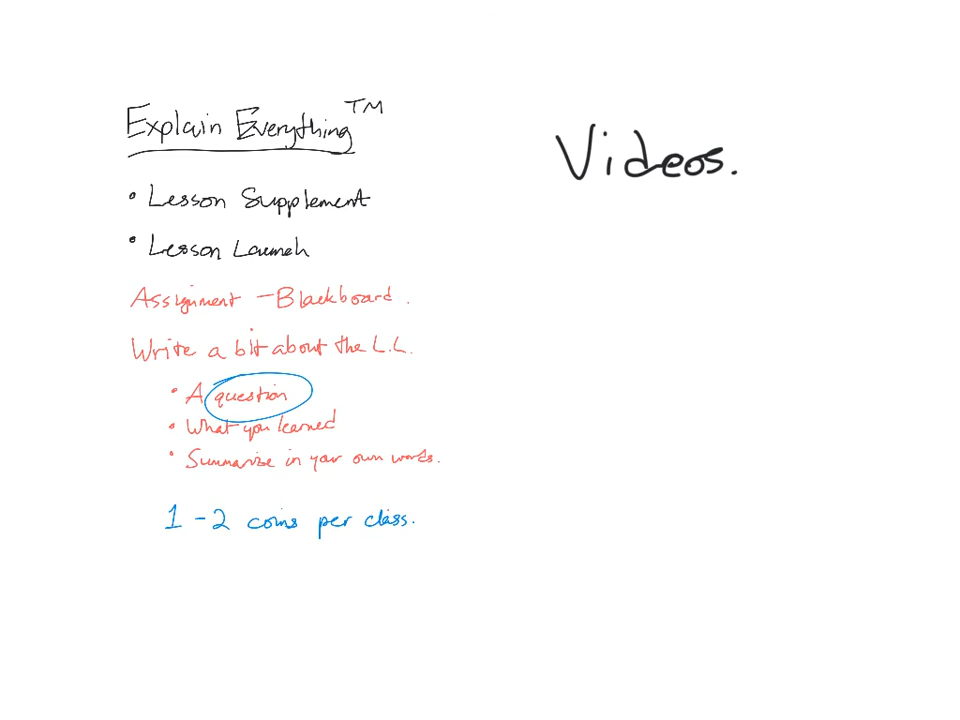 Explain Everything™
• Lesson Supplement
• Lesson Launch
Assignment - Blackboard.
Write a bit about the L.L.
• A question
• What you learned
• Summarize in your own words.
1 - 2 coins per class.
Videos.